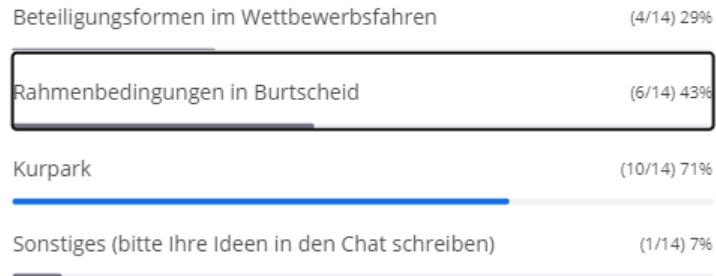 Beteiligungsformen im Wettbewerbsfahren (4/14) 29%
Rahmenbedingungen in Burtscheid (6/14) 43%
Kurpark (10/14) 71%
Sonstiges (bitte Ihre Ideen in den Chat schreiben) (1/14) 7%